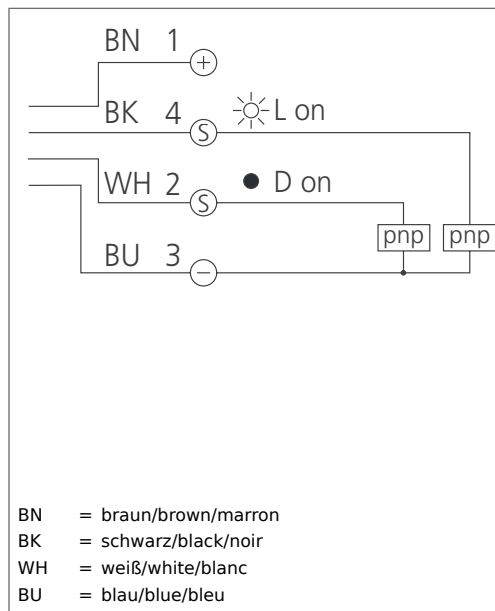 BN 1 +
BK 4 S L on
WH 2 S D on
pnp pnp
BU 3 −
BN = braun/brown/marron
BK = schwarz/black/noir
WH = weiß/white/blanc
BU = blau/blue/bleu